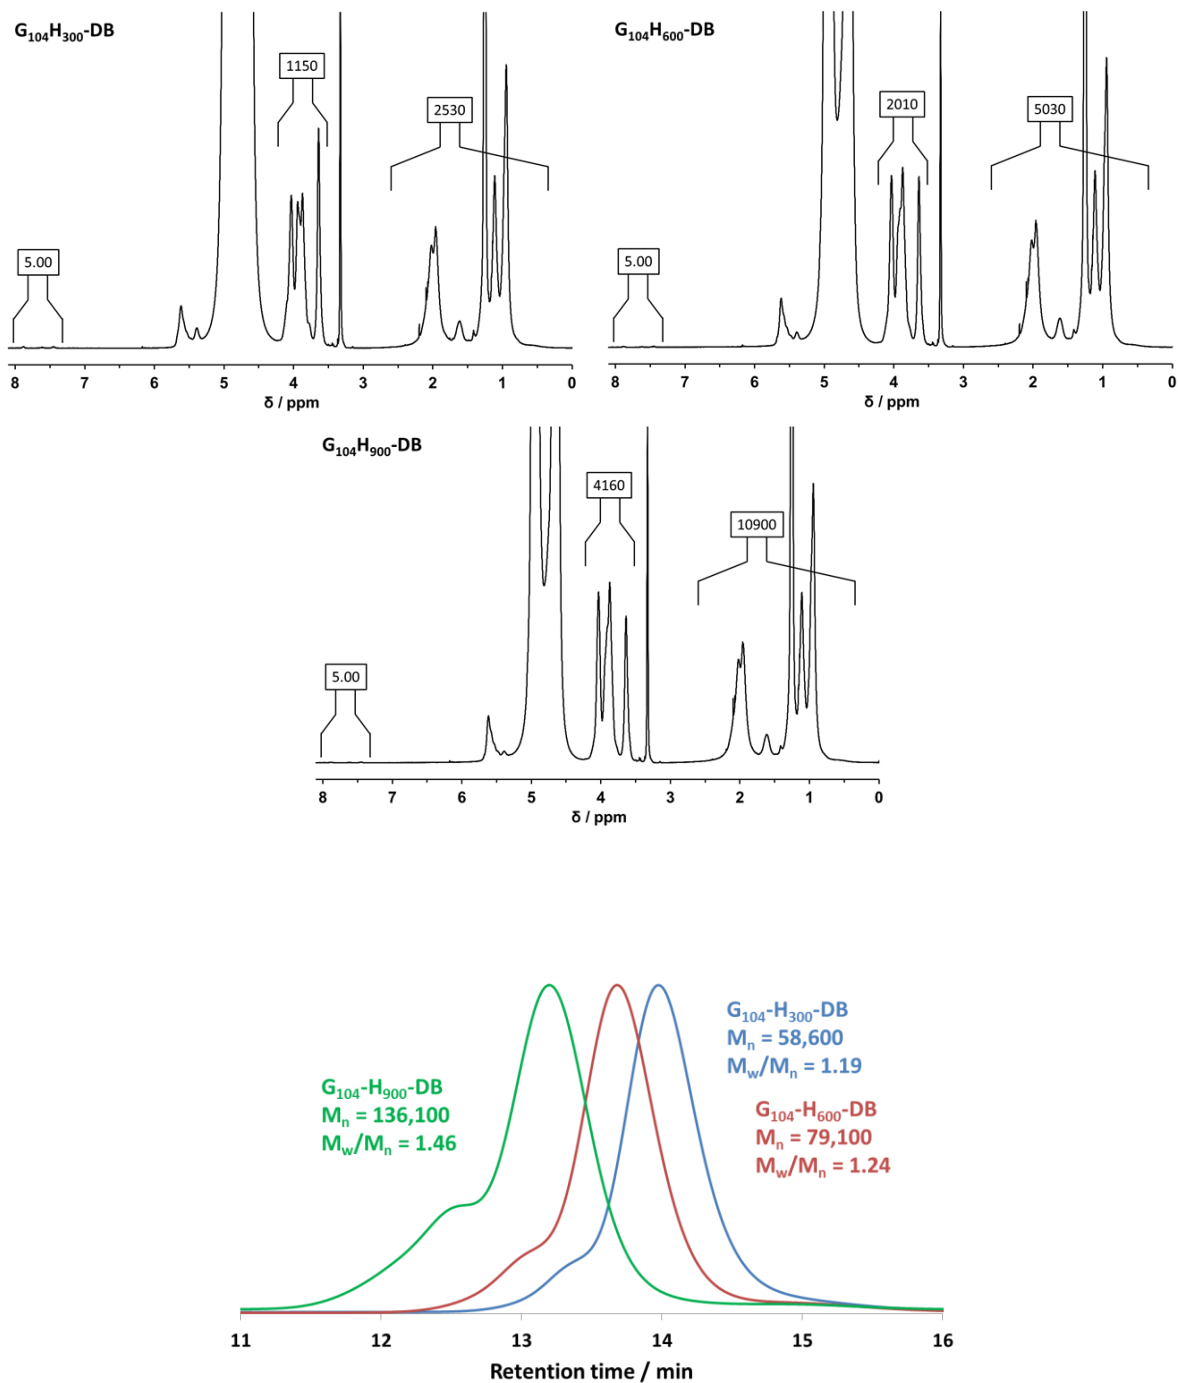 G104H300-DB
1150
2530
5.00
8 7 6 5 4 3 2 1 0
δ / ppm
G104H600-DB
2010
5030
5.00
8 7 6 5 4 3 2 1 0
δ / ppm
G104H900-DB
4160
10900
5.00
8 7 6 5 4 3 2 1 0
δ / ppm
G104-H900-DB
Mn = 136,100
Mw/Mn = 1.46
G104-H300-DB
Mn = 58,600
Mw/Mn = 1.19
G104-H600-DB
Mn = 79,100
Mw/Mn = 1.24
11 12 13 14 15 16
Retention time / min